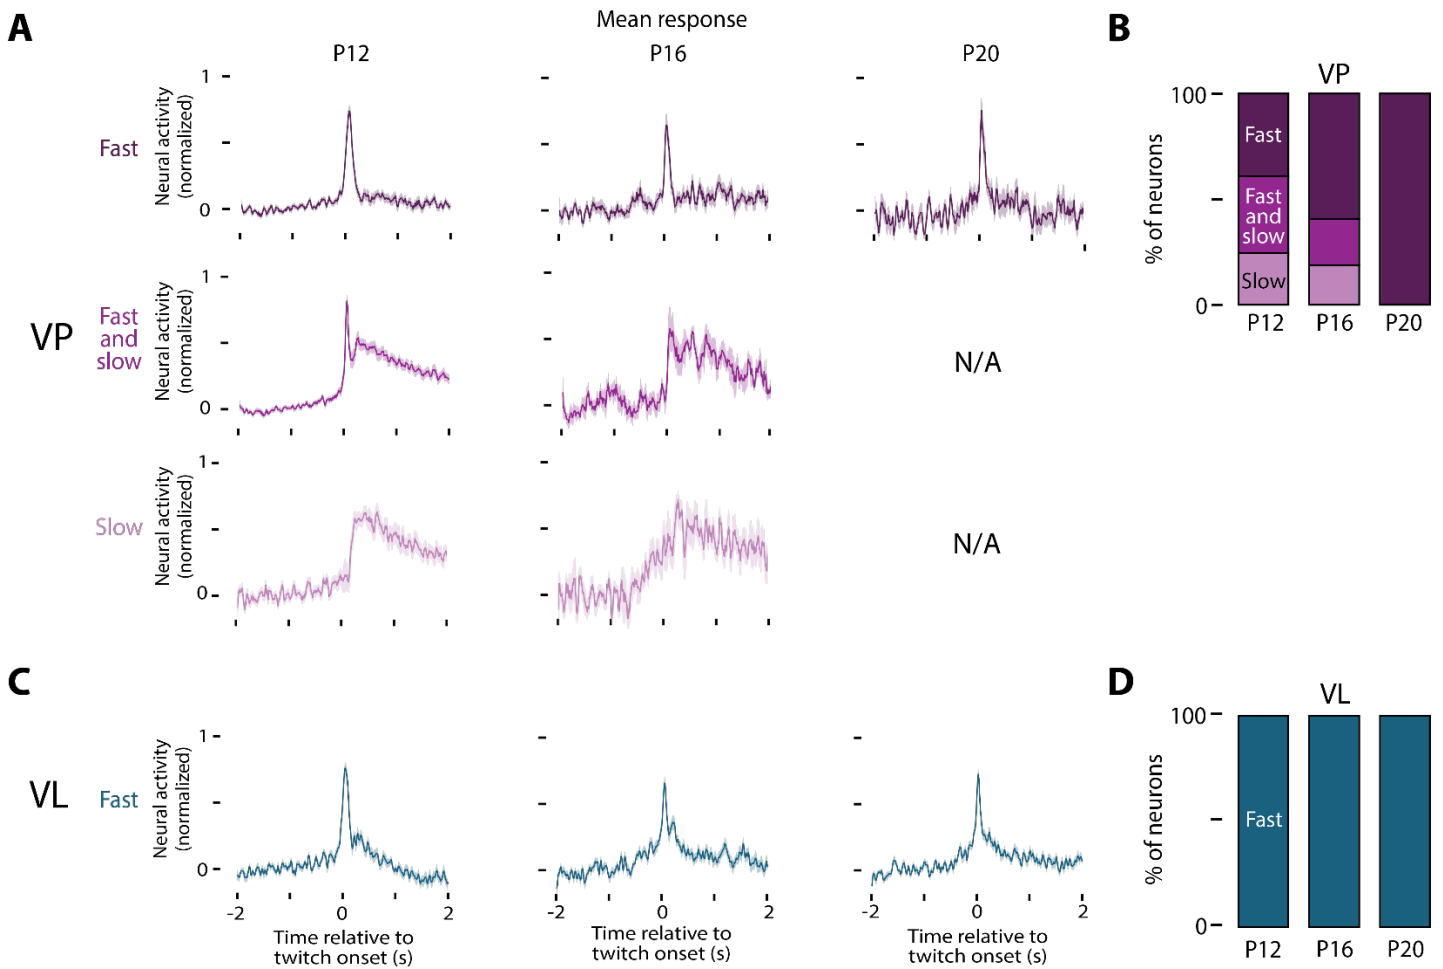 A
Mean response
P12
P16
P20
Fast
Neural activity
(normalized)
1
0
VP
Fast
and
slow
Neural activity
(normalized)
1
0
N/A
Slow
Neural activity
(normalized)
1
0
N/A
B
VP
% of neurons
100
0
Fast
Fast
and
slow
Slow
P12
P16
P20
C
VL
Fast
Neural activity
(normalized)
1
0
-2
0
2
Time relative to
twitch onset (s)
-2
0
2
Time relative to
twitch onset (s)
-2
0
2
Time relative to
twitch onset (s)
D
VL
% of neurons
100
0
Fast
P12
P16
P20